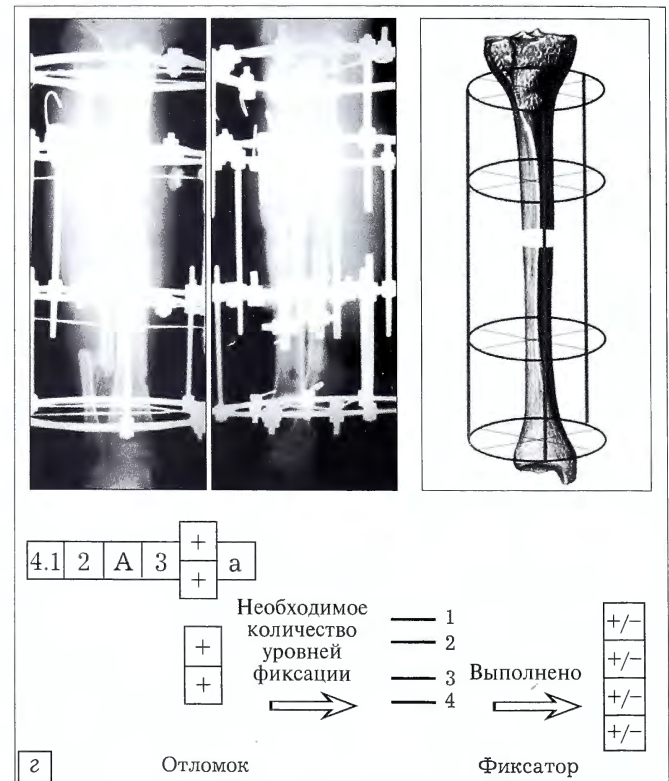 +
4.1 2 А 3 а
+
Необходимое
количество
уровней
фиксации
+
+
1
2
3
4
Выполнено
+/−
+/−
+/−
+/−
г Отломок Фиксатор